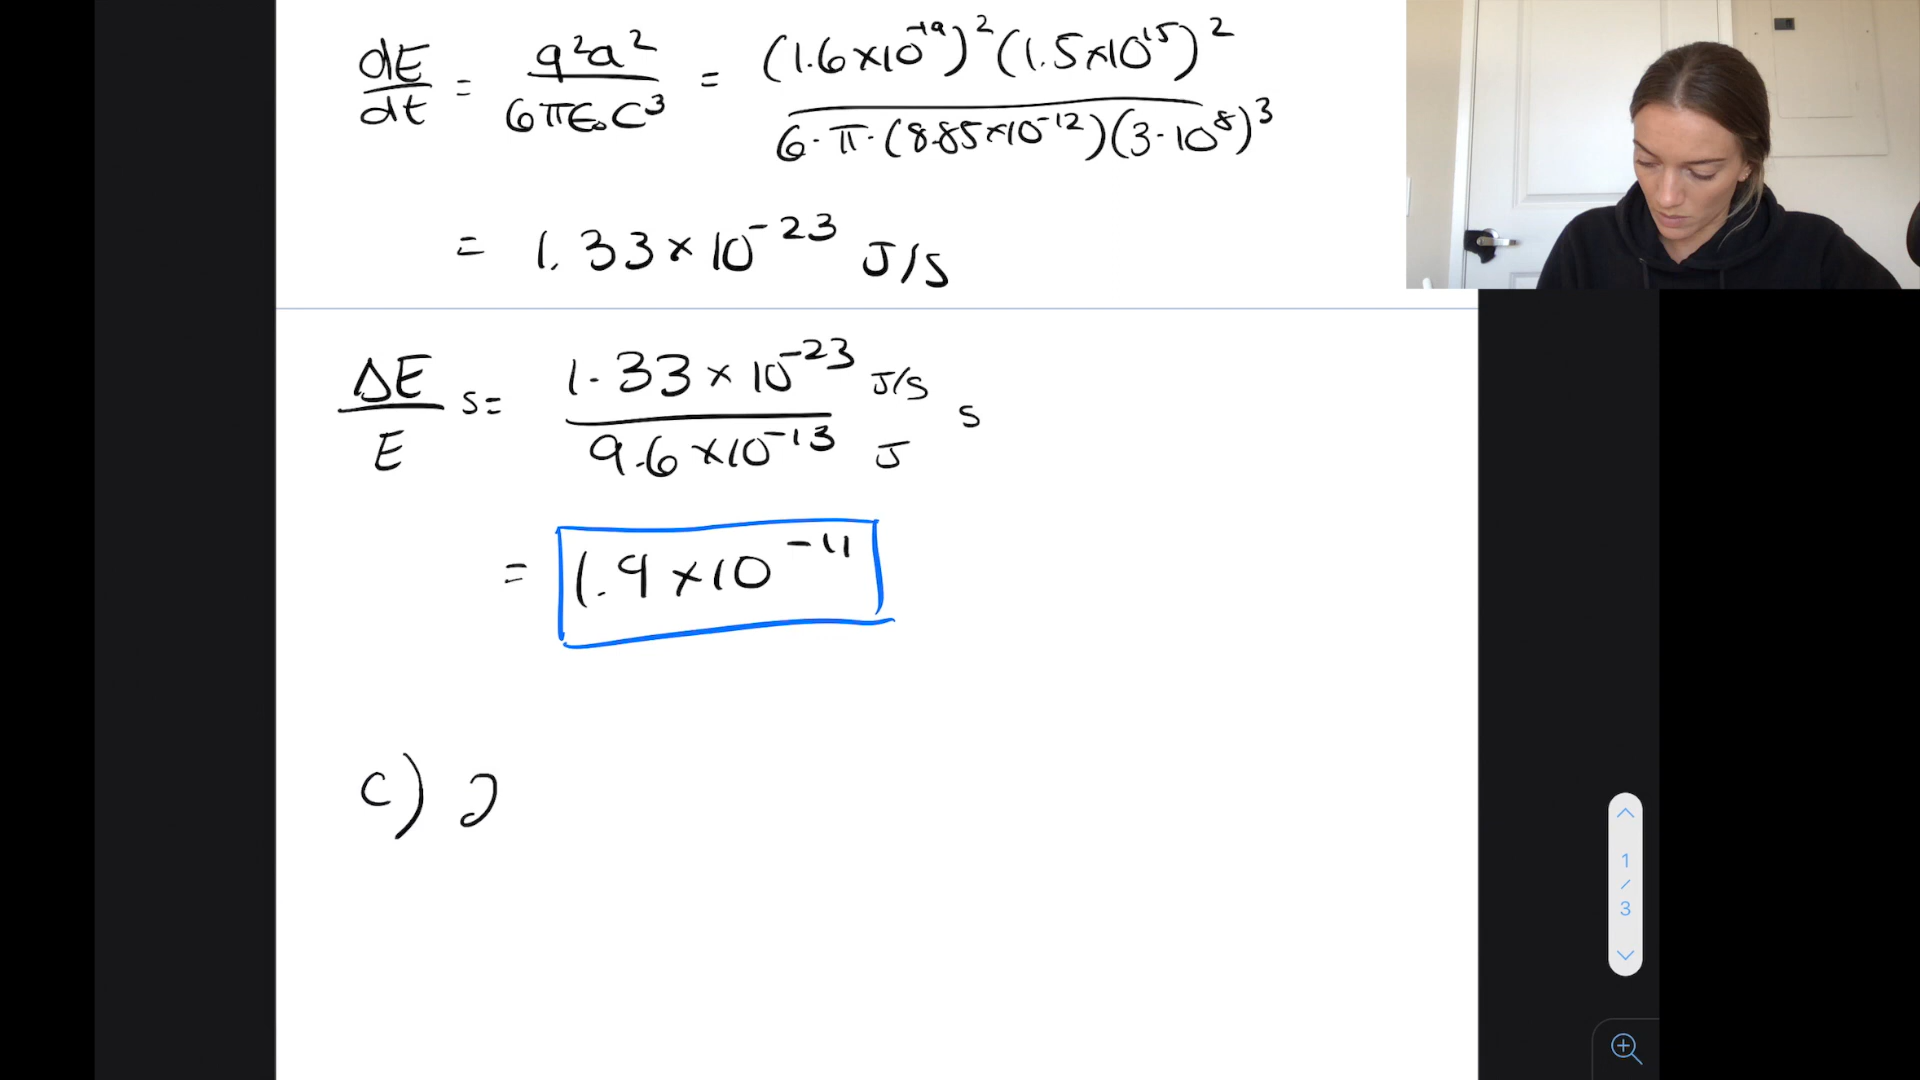 dE/dt = q²a²/6πε₀c³ = (1.6×10⁻¹⁹)²(1.5×10¹⁵)²/6·π·(8.85×10⁻¹²)(3·10⁸)³
= 1.33×10⁻²³ J/s
ΔE/E s= 1.33×10⁻²³ J/s / 9.6×10⁻¹³ J s
= 1.9×10⁻¹¹
c)
1
/
3